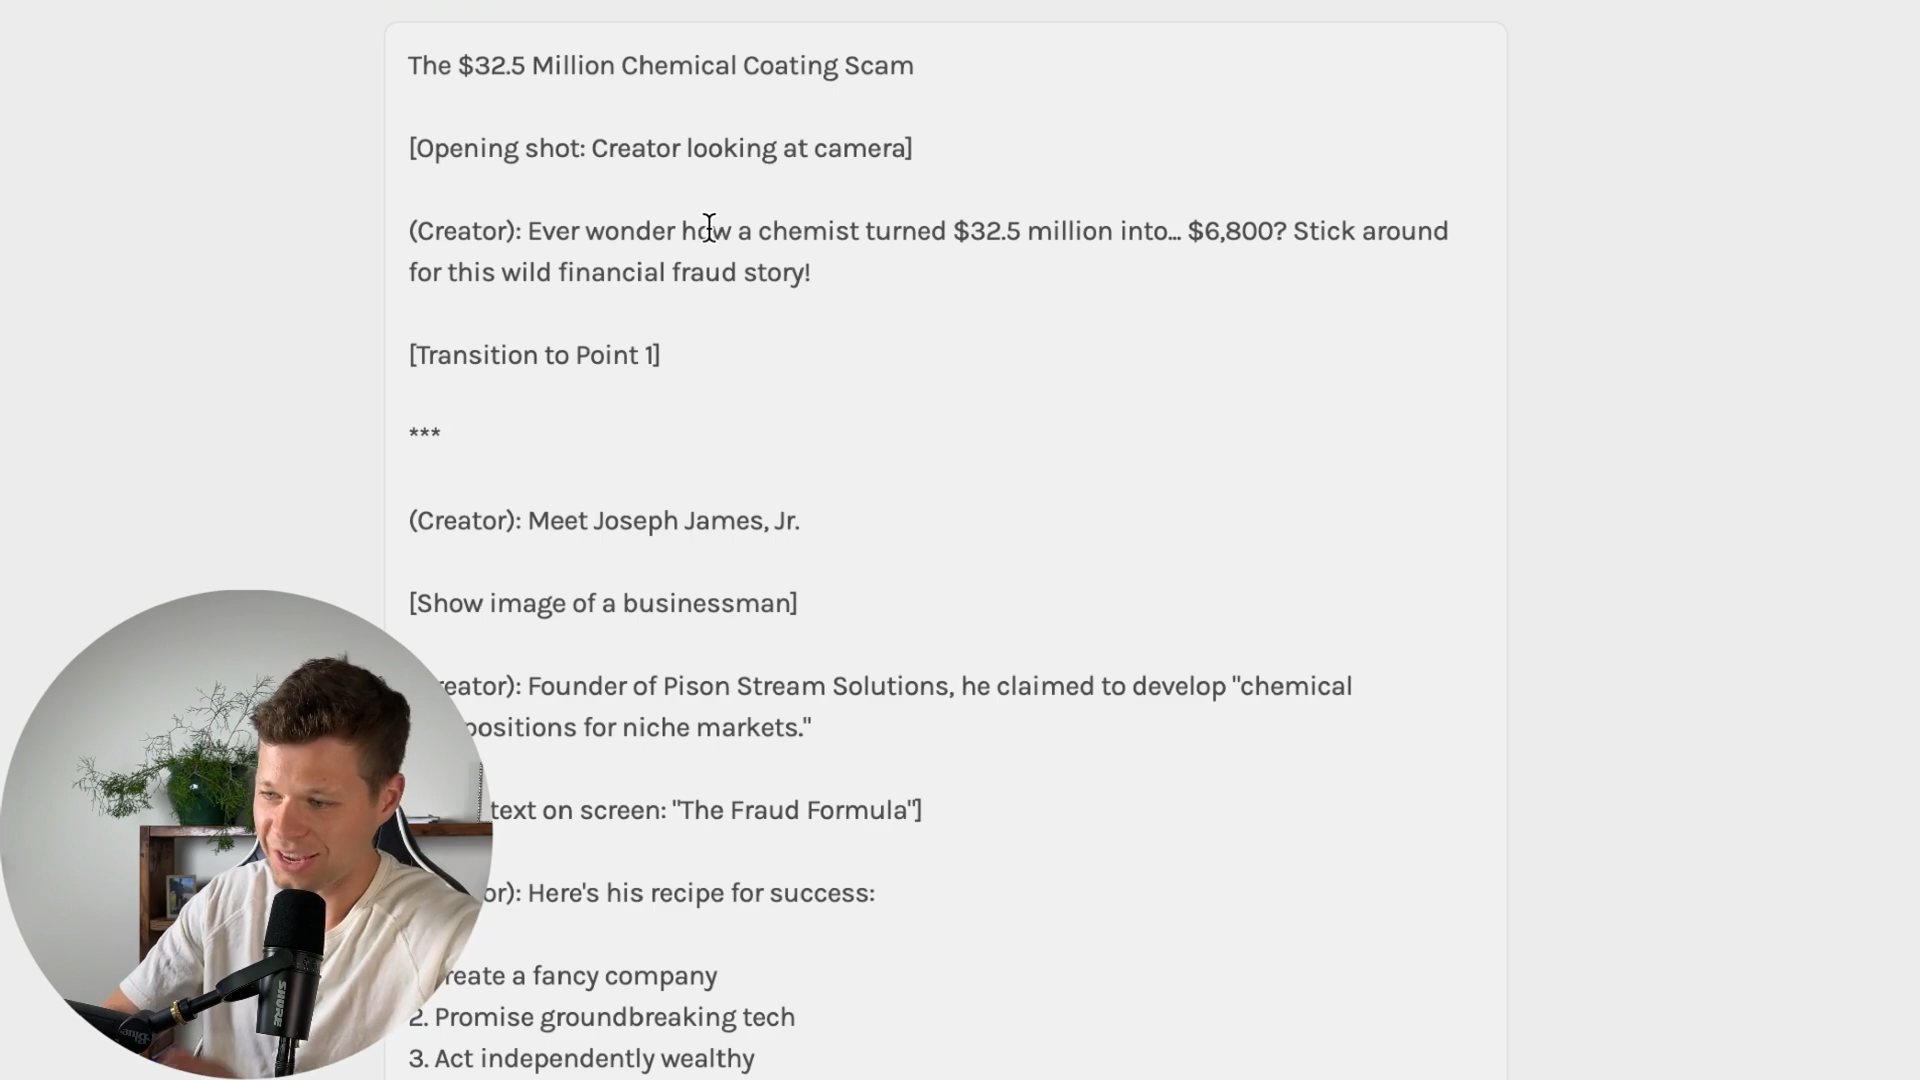 The $32.5 Million Chemical Coating Scam
[Opening shot: Creator looking at camera]
(Creator): Ever wonder how a chemist turned $32.5 million into... $6,800? Stick around
for this wild financial fraud story!
[Transition to Point 1]
***
(Creator): Meet Joseph James, Jr.
[Show image of a businessman]
eator): Founder of Pison Stream Solutions, he claimed to develop "chemical
positions for niche markets."
text on screen: "The Fraud Formula"]
or): Here's his recipe for success:
reate a fancy company
2. Promise groundbreaking tech
3. Act independently wealthy
SHURE